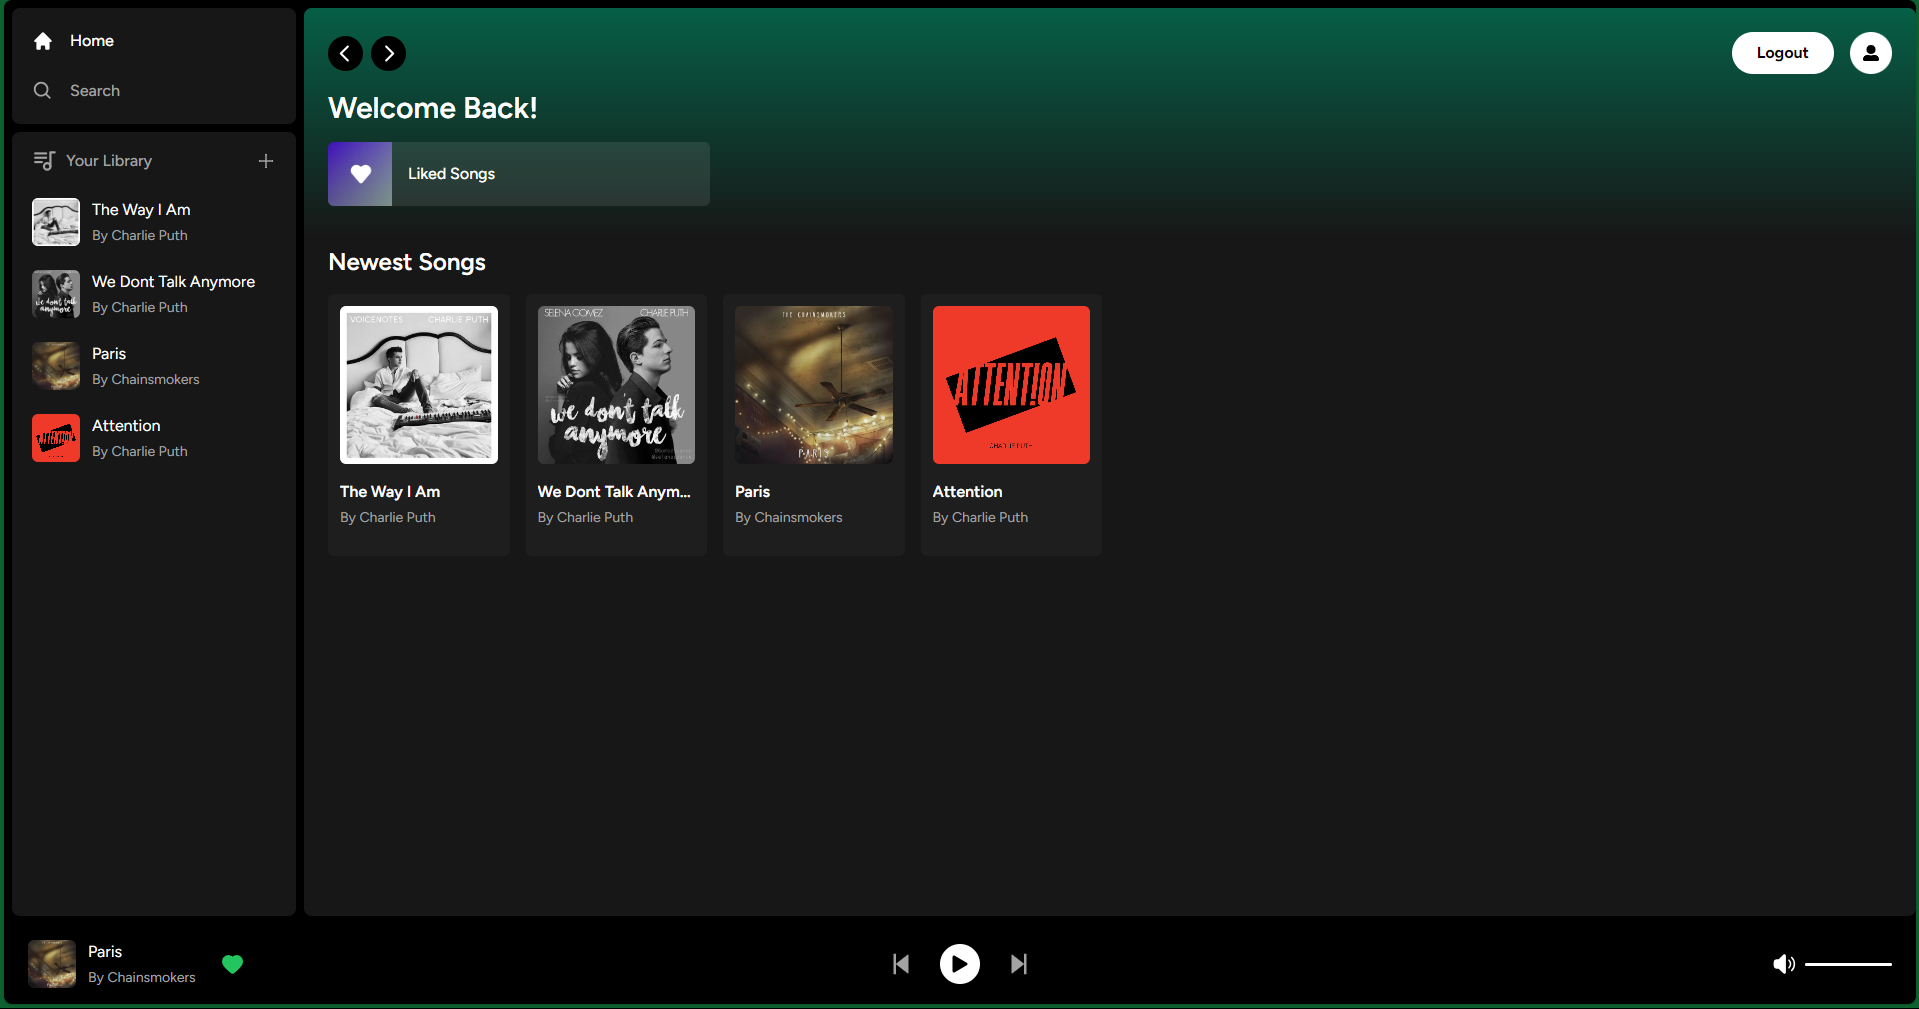 Home
Search
Your Library
The Way I Am
By Charlie Puth
We Dont Talk Anymore
By Charlie Puth
Paris
By Chainsmokers
Attention
By Charlie Puth
Logout
Welcome Back!
Liked Songs
Newest Songs
VOICENOTES CHARLIE PUTH
The Way I Am
By Charlie Puth
SELENA GOMEZ CHARLIE PUTH
we don't talk
anymore
We Dont Talk Anym...
By Charlie Puth
THE CHAINSMOKERS
PARIS
Paris
By Chainsmokers
ATTENTION
CHARLIE PUTH
Attention
By Charlie Puth
Paris
By Chainsmokers